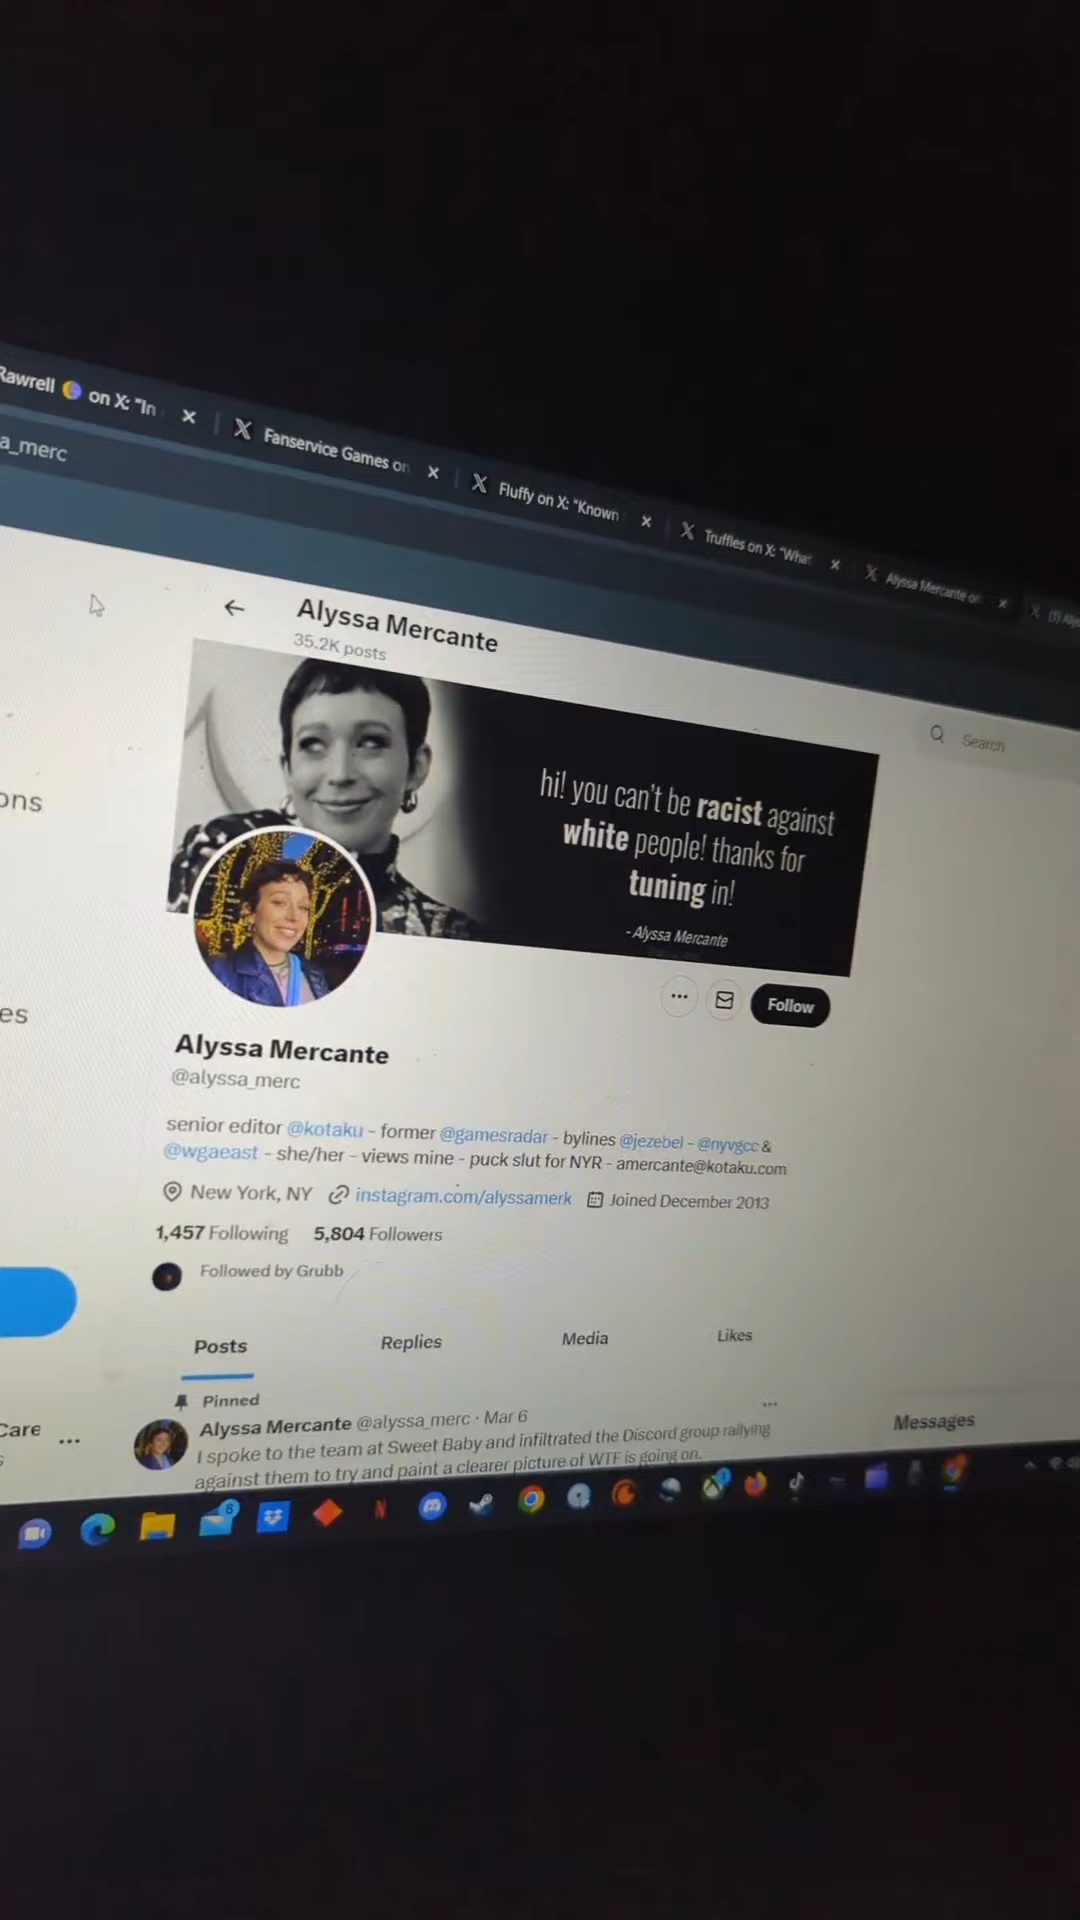 Rawrell on X: "In
Fanservice Games on
Fluffy on X: "Known
Truffles on X: "What
Alyssa Mercante on
(1) Alys
a_merc
Alyssa Mercante
35.2K posts
Search
hi! you can't be racist against
white people! thanks for
tuning in!
- Alyssa Mercante
ons
es
Follow
Alyssa Mercante
@alyssa_merc
senior editor @kotaku - former @gamesradar - bylines @jezebel - @nyvgcc &
@wgaeast - she/her - views mine - puck slut for NYR - amercante@kotaku.com
New York, NY instagram.com/alyssamerk Joined December 2013
1,457 Following 5,804 Followers
Followed by Grubb
Posts Replies Media Likes
Pinned
Alyssa Mercante @alyssa_merc · Mar 6
I spoke to the team at Sweet Baby and infiltrated the Discord group rallying
against them to try and paint a clearer picture of WTF is going on.
Care
Messages
8